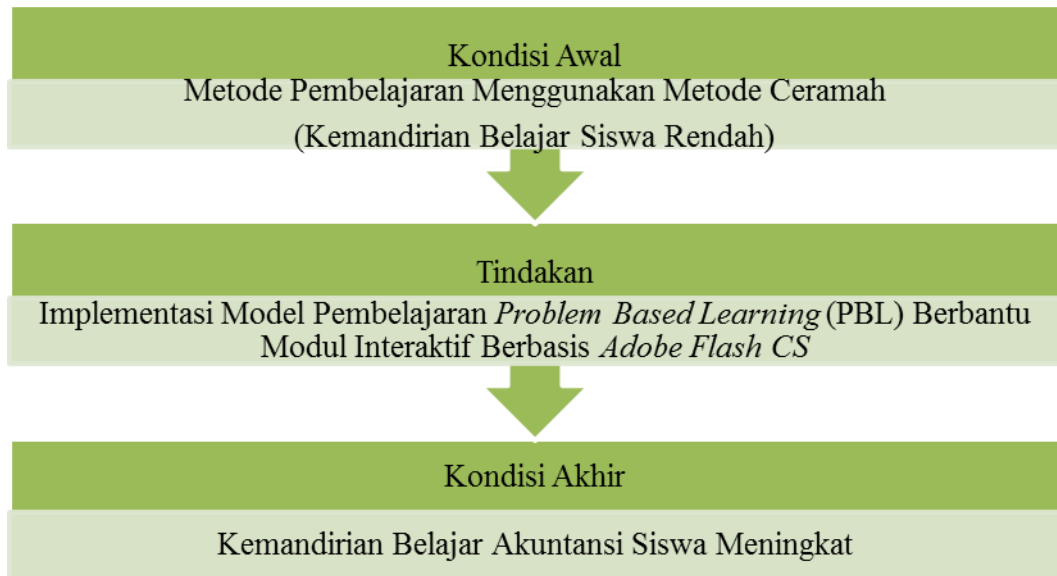 Kondisi Awal
Metode Pembelajaran Menggunakan Metode Ceramah
(Kemandirian Belajar Siswa Rendah)
Tindakan
Implementasi Model Pembelajaran Problem Based Learning (PBL) Berbantu
Modul Interaktif Berbasis Adobe Flash CS
Kondisi Akhir
Kemandirian Belajar Akuntansi Siswa Meningkat